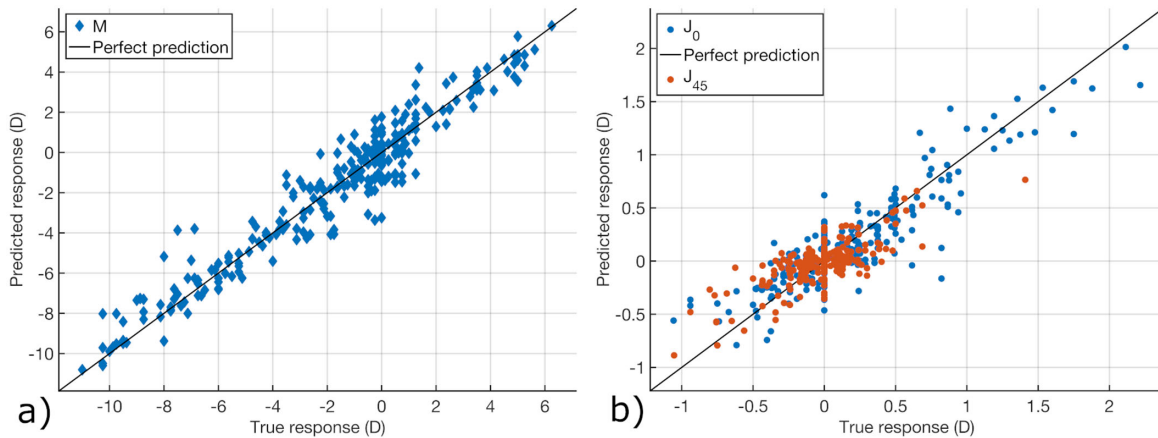 M
Perfect prediction
6
4
2
0
-2
-4
-6
-8
-10
Predicted response (D)
-10 -8 -6 -4 -2 0 2 4 6
True response (D)
a)
J0
Perfect prediction
J45
2
1.5
1
0.5
0
-0.5
-1
Predicted response (D)
-1 -0.5 0 0.5 1 1.5 2
True response (D)
b)